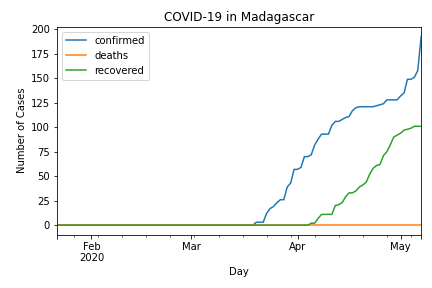 COVID-19 in Madagascar
confirmed
deaths
recovered
Number of Cases
200
175
150
125
100
75
50
25
0
Feb
2020
Mar
Apr
May
Day